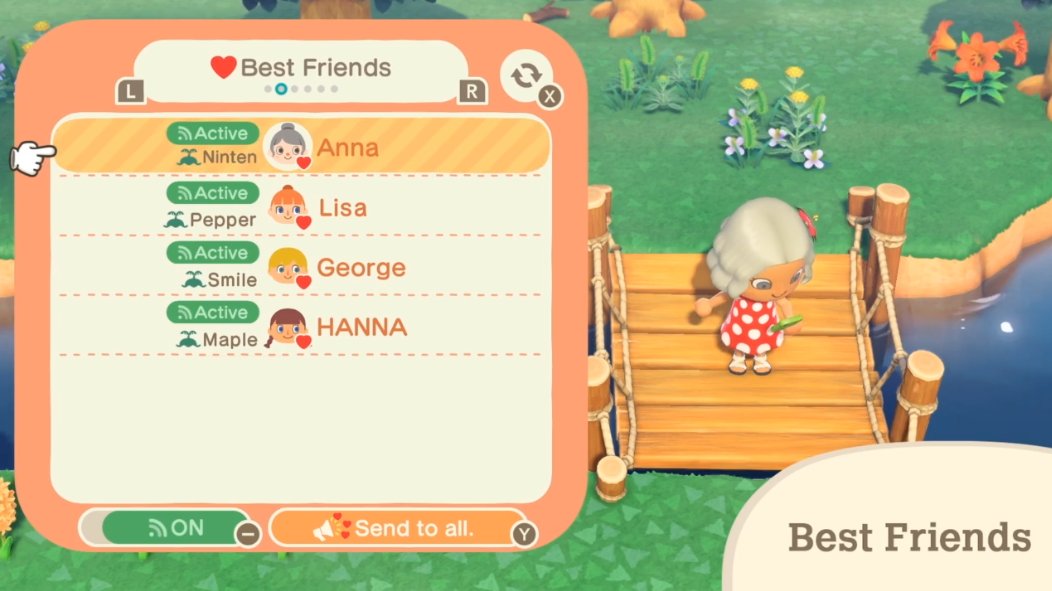 Best Friends
L
R
X
Active
Ninten
Anna
Active
Pepper
Lisa
Active
Smile
George
Active
Maple
HANNA
ON
Send to all.
Y
Best Friends